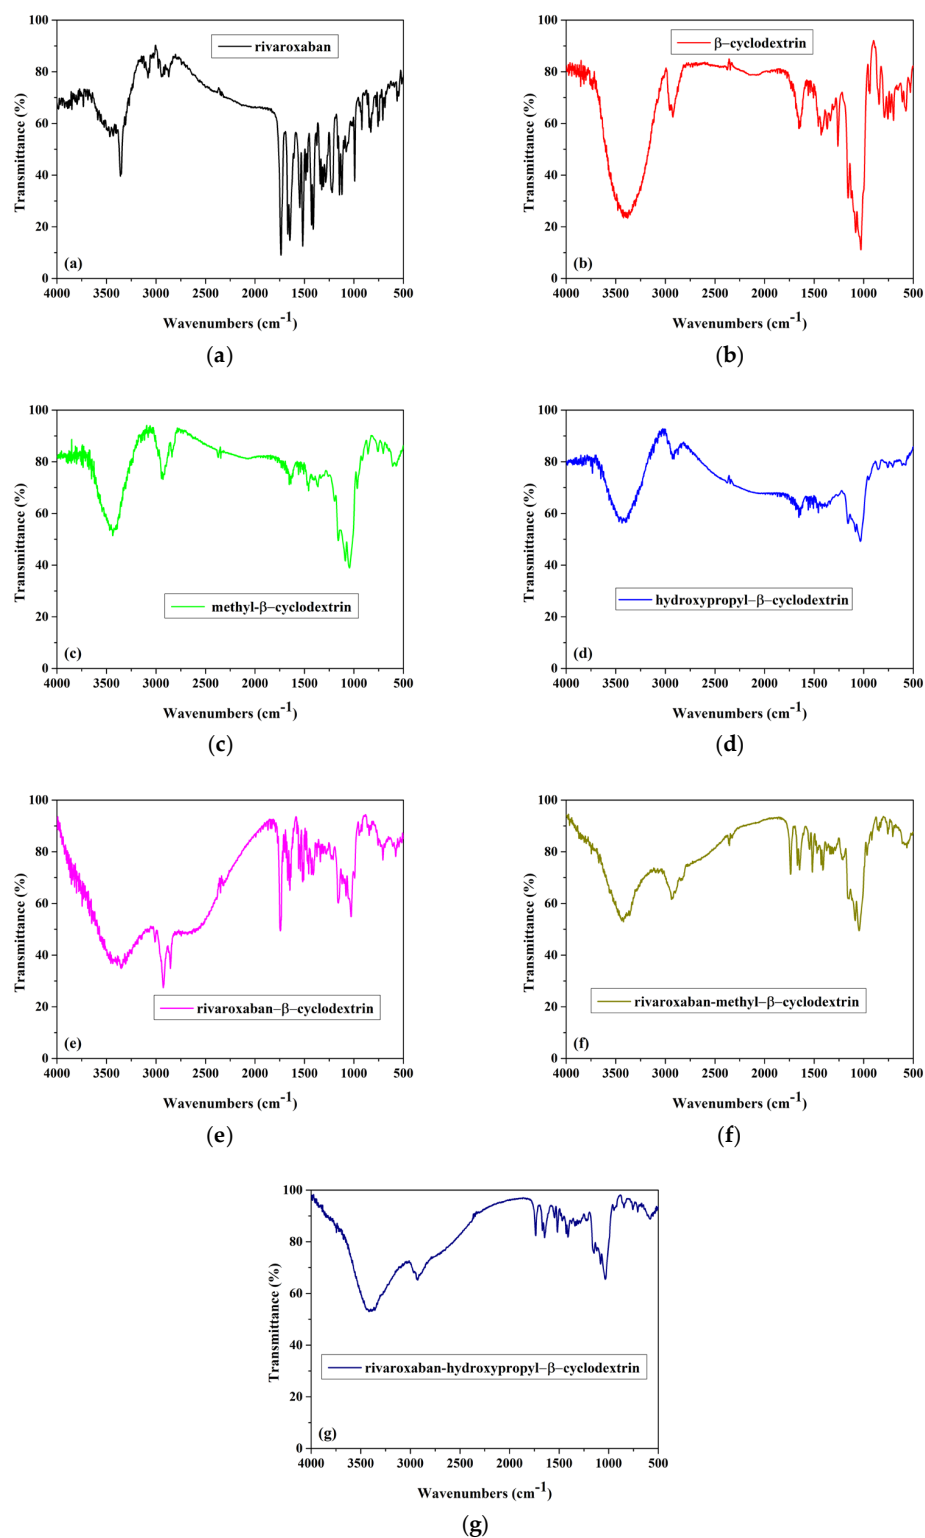 100
80
60
40
20
0
Transmittance (%)
rivaroxaban
(a)
4000 3500 3000 2500 2000 1500 1000 500
Wavenumbers (cm-1)
(a)
100
80
60
40
20
0
Transmittance (%)
β−cyclodextrin
(b)
4000 3500 3000 2500 2000 1500 1000 500
Wavenumbers (cm-1)
(b)
100
80
60
40
20
0
Transmittance (%)
methyl-β−cyclodextrin
(c)
4000 3500 3000 2500 2000 1500 1000 500
Wavenumbers (cm-1)
(c)
100
80
60
40
20
0
Transmittance (%)
hydroxypropyl−β−cyclodextrin
(d)
4000 3500 3000 2500 2000 1500 1000 500
Wavenumbers (cm-1)
(d)
100
80
60
40
20
0
Transmittance (%)
rivaroxaban−β−cyclodextrin
(e)
4000 3500 3000 2500 2000 1500 1000 500
Wavenumbers (cm-1)
(e)
100
80
60
40
20
0
Transmittance (%)
rivaroxaban-methyl−β−cyclodextrin
(f)
4000 3500 3000 2500 2000 1500 1000 500
Wavenumbers (cm-1)
(f)
100
80
60
40
20
0
Transmittance (%)
rivaroxaban-hydroxypropyl−β−cyclodextrin
(g)
4000 3500 3000 2500 2000 1500 1000 500
Wavenumbers (cm-1)
(g)